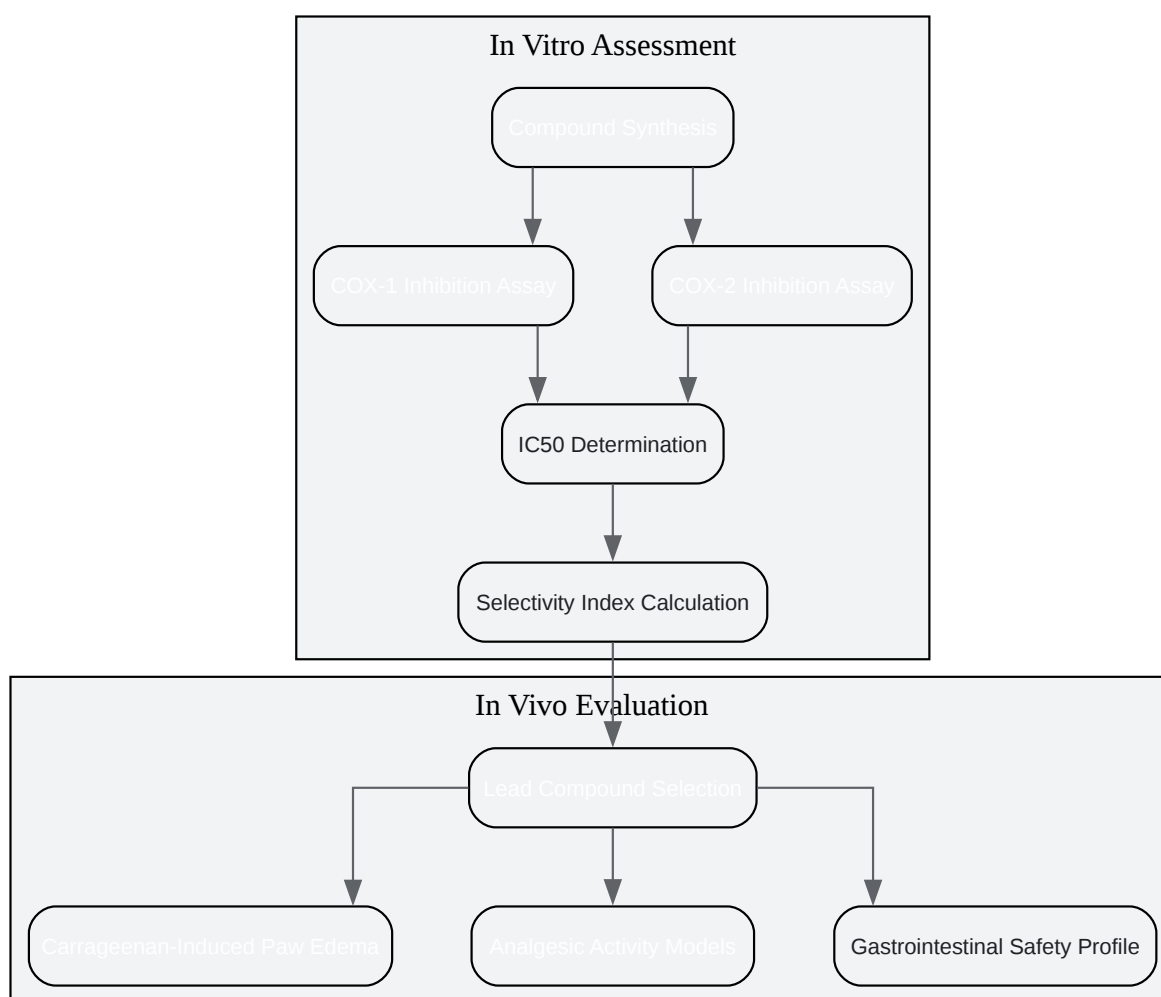 In Vitro Assessment
Compound Synthesis
COX-1 Inhibition Assay
COX-2 Inhibition Assay
IC50 Determination
Selectivity Index Calculation
In Vivo Evaluation
Lead Compound Selection
Carrageenan-Induced Paw Edema
Analgesic Activity Models
Gastrointestinal Safety Profile